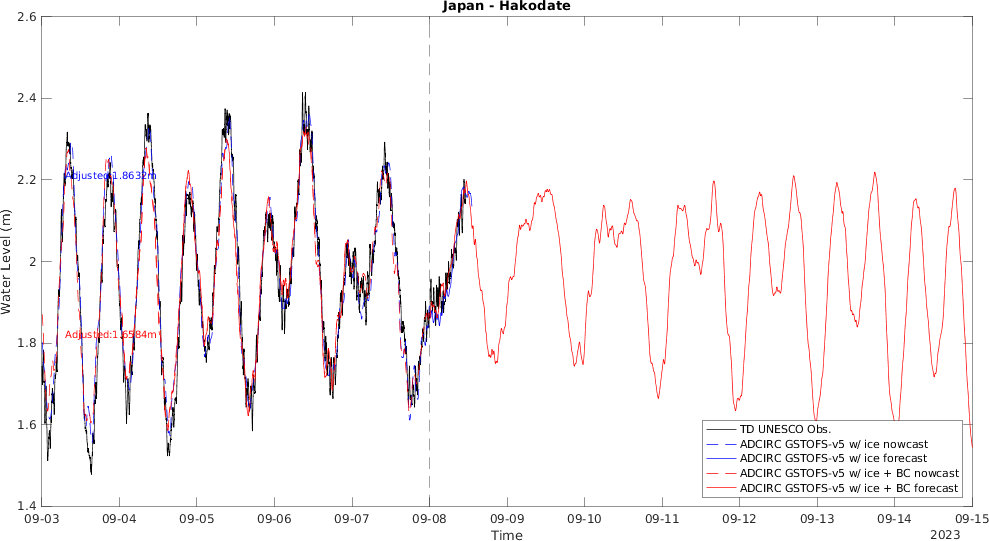 Japan - Hakodate
2.6
2.4
2.2
2
1.8
1.6
1.4
Water Level (m)
Adjusted:1.8632m
Adjusted:1.6584m
TD UNESCO Obs.
ADCIRC GSTOFS-v5 w/ ice nowcast
ADCIRC GSTOFS-v5 w/ ice forecast
ADCIRC GSTOFS-v5 w/ ice + BC nowcast
ADCIRC GSTOFS-v5 w/ ice + BC forecast
09-03 09-04 09-05 09-06 09-07 09-08 09-09 09-10 09-11 09-12 09-13 09-14 09-15
Time
2023